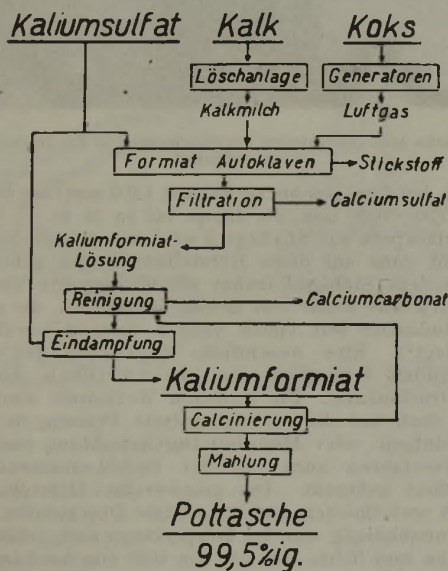 Kaliumsulfat Kalk Koks
Löschanlage Generatoren
Kalkmilch Luftgas
Formiat Autoklaven Stickstoff
Filtration Calciumsulfat
Kaliumformiat-
Lösung
Reinigung Calciumcarbonat
Eindampfung
Kaliumformiat
Calcinierung
Mahlung
Pottasche
99,5%ig.